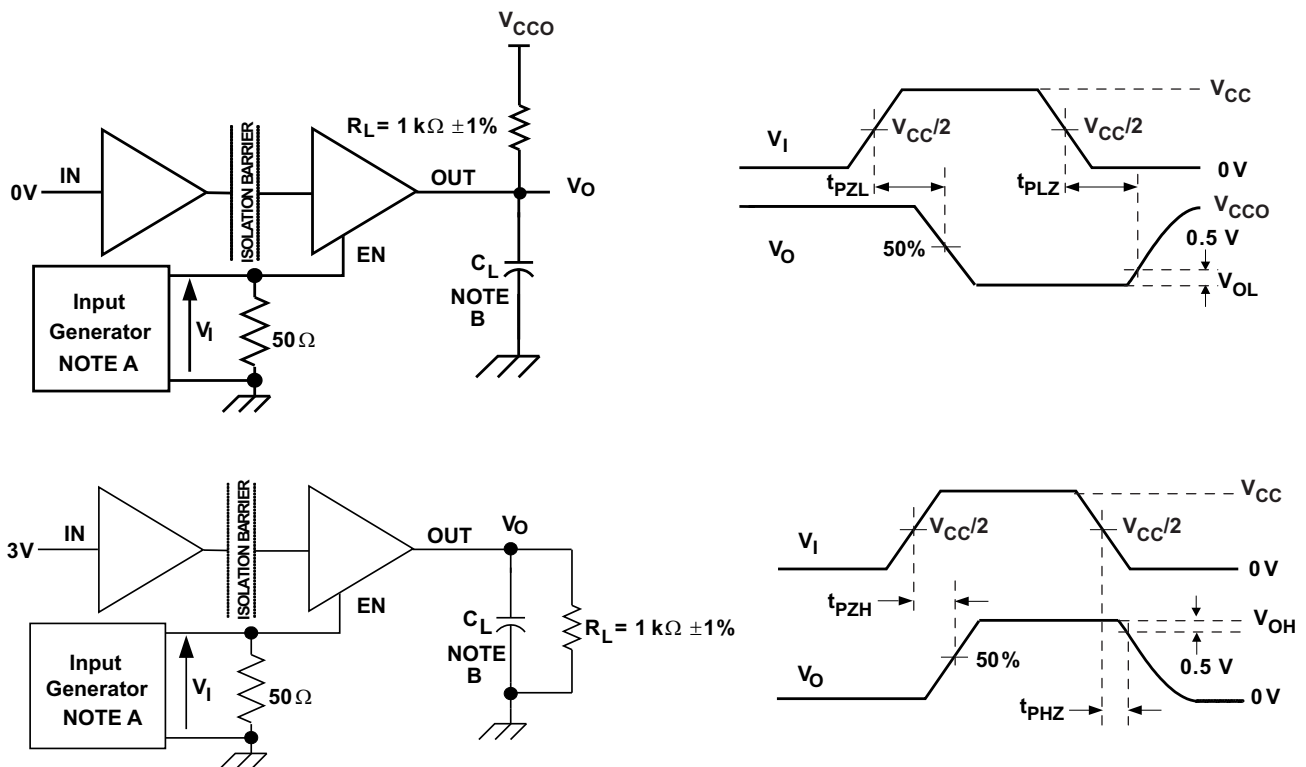 VCCO
RL = 1 kΩ ±1%
0V
IN
ISOLATION BARRIER
OUT
VO
EN
Input
Generator
NOTE A
VI
50Ω
CL
NOTE
B
VCC
VI
VCC/2
VCC/2
0V
tPZL
tPLZ
VCCO
VO
50%
0.5 V
VOL
3V
IN
ISOLATION BARRIER
OUT
VO
EN
Input
Generator
NOTE A
VI
50Ω
CL
NOTE
B
RL = 1 kΩ ±1%
VCC
VI
VCC/2
VCC/2
0V
tPZH
VOH
VO
50%
0.5 V
tPHZ
0V